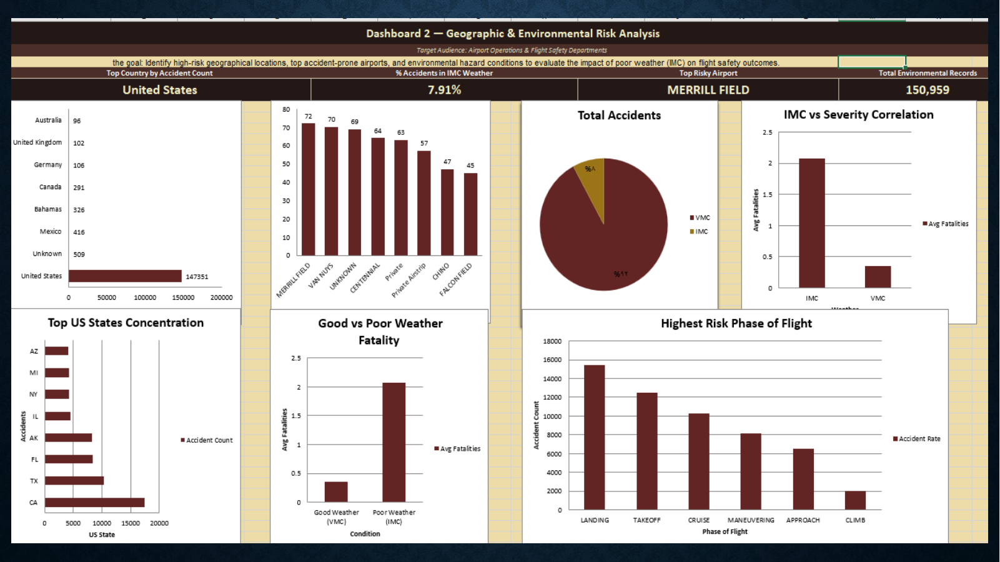 Dashboard 2 — Geographic & Environmental Risk Analysis
Target Audience: Airport Operations & Flight Safety Departments
the goal: Identify high-risk geographical locations, top accident-prone airports, and environmental hazard conditions to evaluate the impact of poor weather (IMC) on flight safety outcomes.
Top Country by Accident Count
% Accidents in IMC Weather
Top Risky Airport
Total Environmental Records
United States
7.91%
MERRILL FIELD
150,959
Australia 96
United Kingdom 102
Germany 106
Canada 291
Bahamas 326
Mexico 416
Unknown 509
United States 147351
0 50000 100000 150000 200000
80
70
60
50
40
30
20
10
0
72 70 69 64 63 57 47 45
MERRILL FIELD VAN NUYS UNKNOWN CENTENNIAL Private Private Airstrip CHINO FALCON FIELD
Total Accidents
%٨
%٩٢
VMC
IMC
IMC vs Severity Correlation
2.5
2
1.5
1
0.5
0
Avg Fatalities
IMC VMC
Avg Fatalities
Top US States Concentration
AZ
MI
NY
IL
AK
FL
TX
CA
Accidents
0 5000 10000 15000 20000
US State
Accident Count
Good vs Poor Weather
Fatality
2.5
2
1.5
1
0.5
0
Avg Fatalities
Good Weather (VMC)
Poor Weather (IMC)
Condition
Avg Fatalities
Highest Risk Phase of Flight
18000
16000
14000
12000
10000
8000
6000
4000
2000
0
Accident Count
LANDING TAKEOFF CRUISE MANEUVERING APPROACH CLIMB
Phase of Flight
Accident Rate